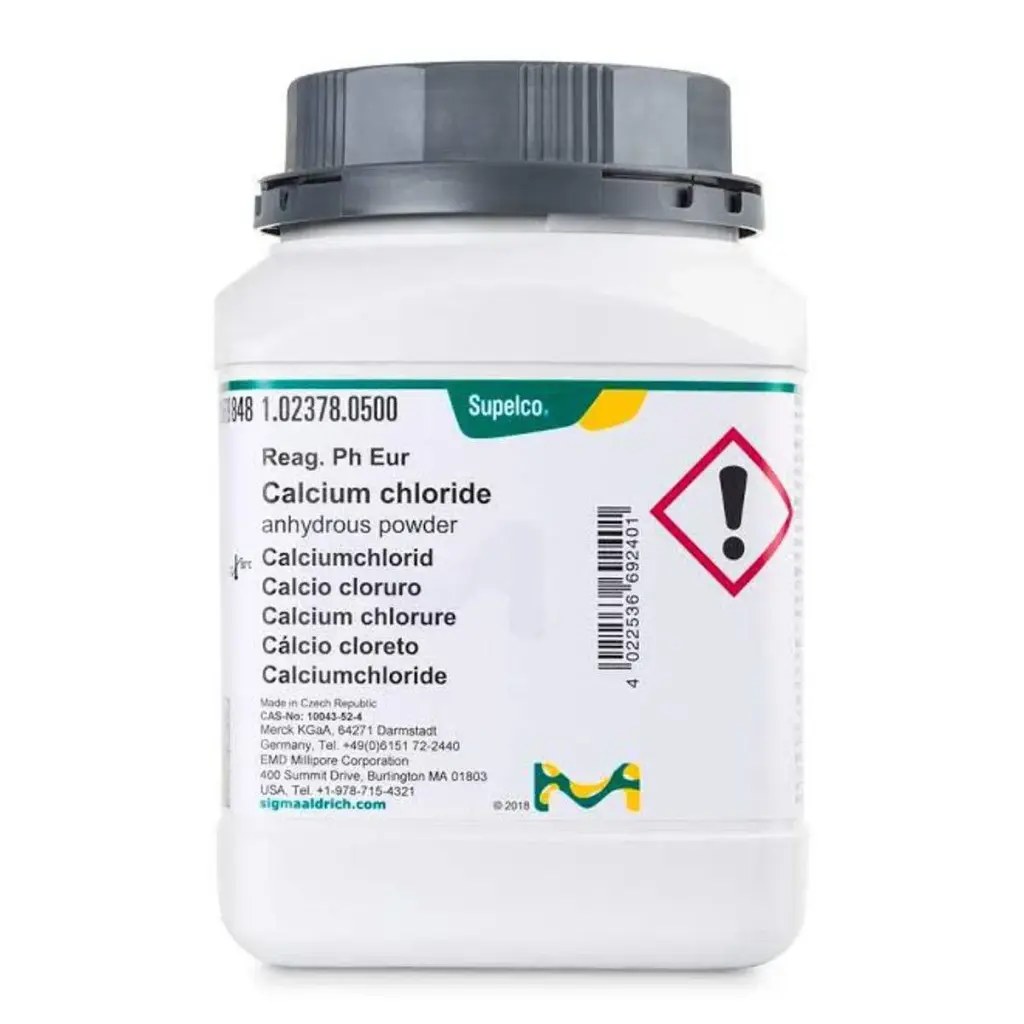 848 1.02378.0500
Supelco®
Reag. Ph Eur
Calcium chloride
anhydrous powder
Calciumchlorid
Calcio cloruro
Calcium chlorure
Cálcio cloreto
Calciumchloride
Made in Czech Republic
CAS-No: 10043-52-4
Merck KGaA, 64271 Darmstadt
Germany, Tel. +49(0)6151 72-2440
EMD Millipore Corporation
400 Summit Drive, Burlington MA 01803
USA, Tel. +1-978-715-4321
sigmaaldrich.com
© 2018
4 022536 692401